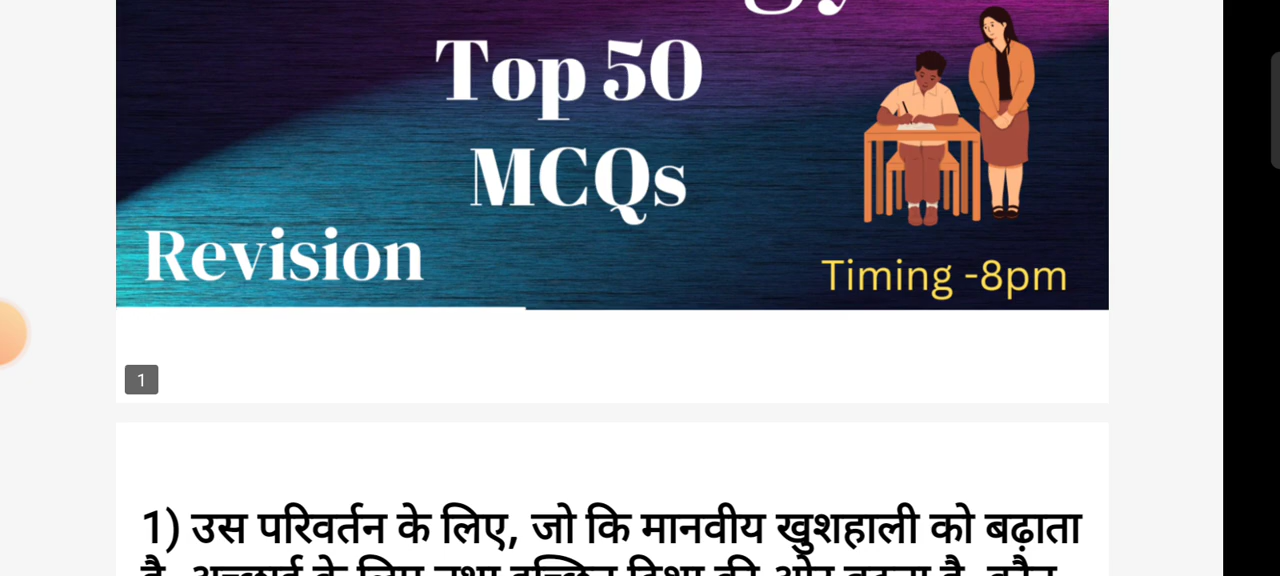 Top 50
MCQs
Revision
Timing -8pm
1
1) उस परिवर्तन के लिए, जो कि मानवीय खुशहाली को बढ़ाता